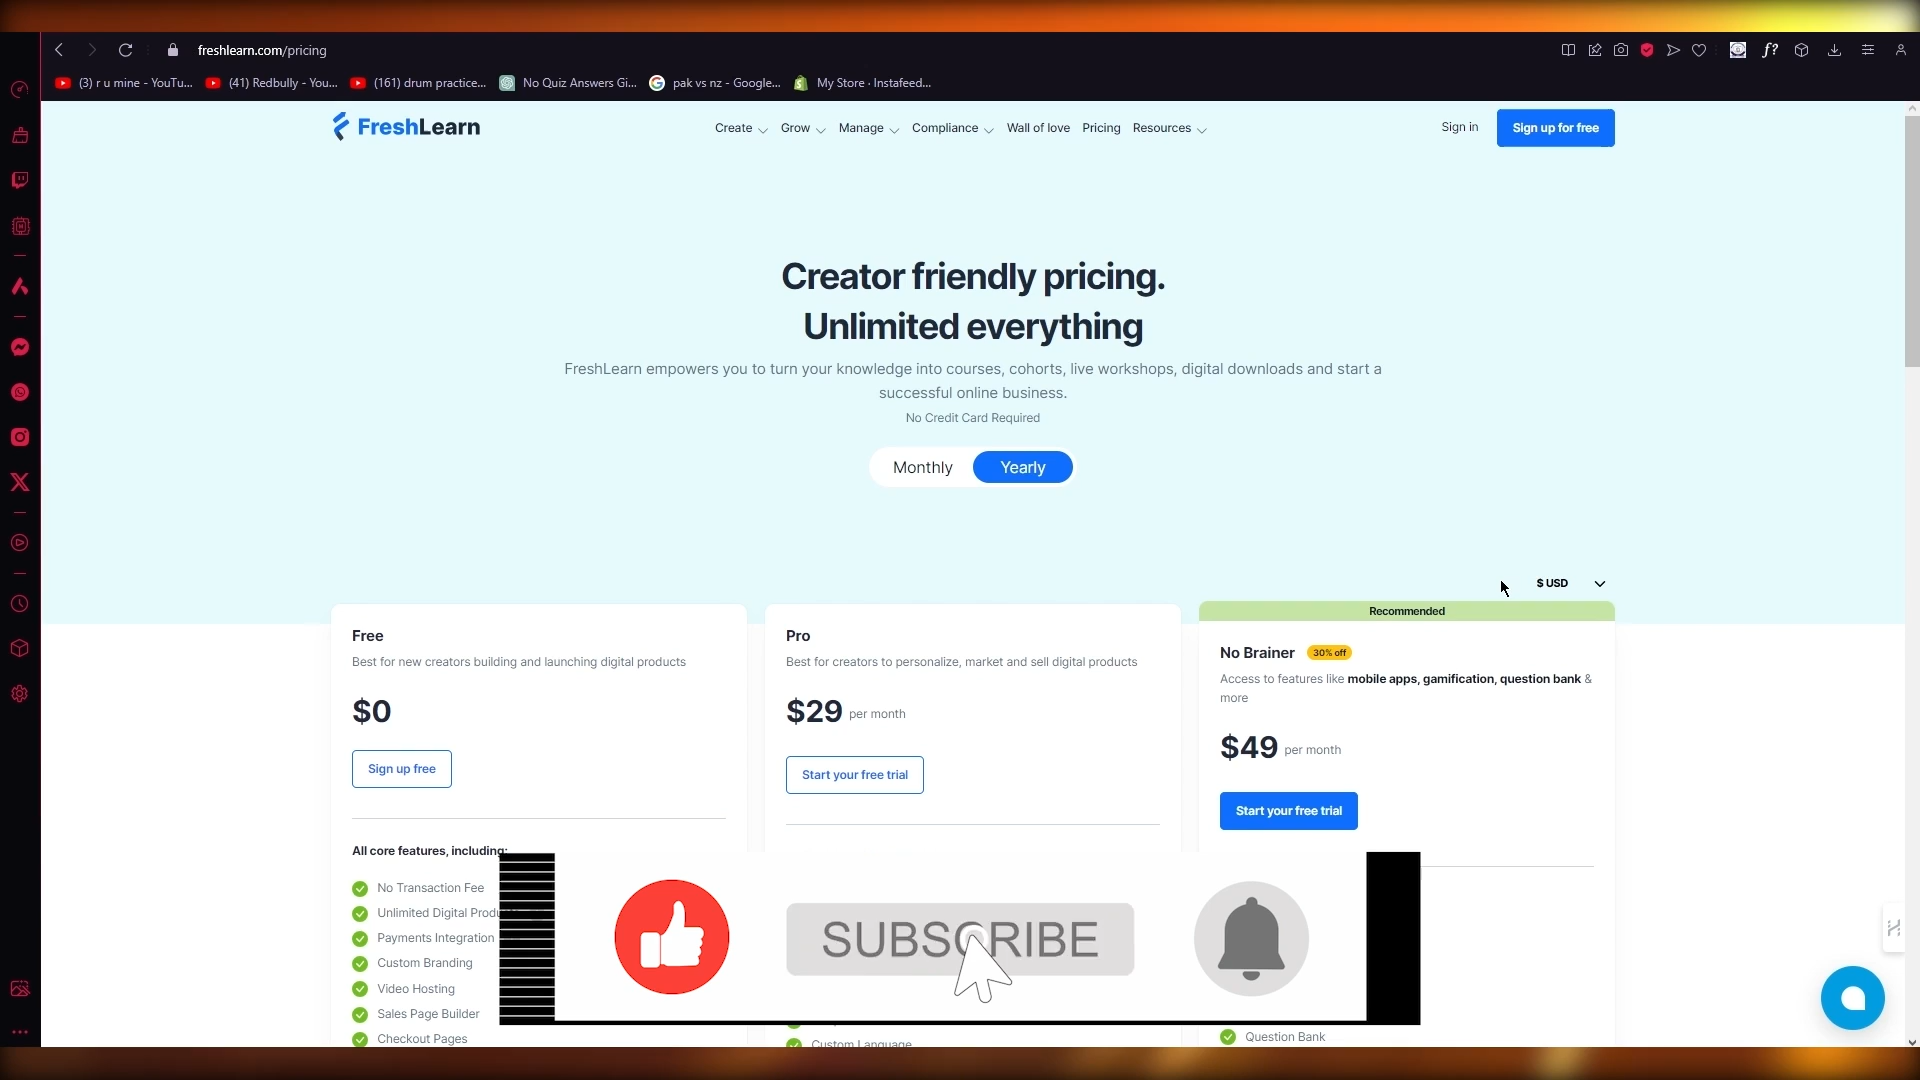 freshlearn.com/pricing
(3) r u mine - YouTu...
(41) Redbully - You...
(161) drum practice...
No Quiz Answers Gi...
pak vs nz - Google...
My Store · Instafeed...
FreshLearn
Create
Grow
Manage
Compliance
Wall of love
Pricing
Resources
Sign in
Sign up for free
Creator friendly pricing.
Unlimited everything
FreshLearn empowers you to turn your knowledge into courses, cohorts, live workshops, digital downloads and start a
successful online business.
No Credit Card Required
Monthly
Yearly
$ USD
Free
Best for new creators building and launching digital products
$0
Sign up free
All core features, including:
No Transaction Fee
Unlimited Digital Produ
Payments Integration
Custom Branding
Video Hosting
Sales Page Builder
Checkout Pages
Pro
Best for creators to personalize, market and sell digital products
$29 per month
Start your free trial
Custom Language
Recommended
No Brainer 30% off
Access to features like mobile apps, gamification, question bank &
more
$49 per month
Start your free trial
Question Bank
SUBSCRIBE